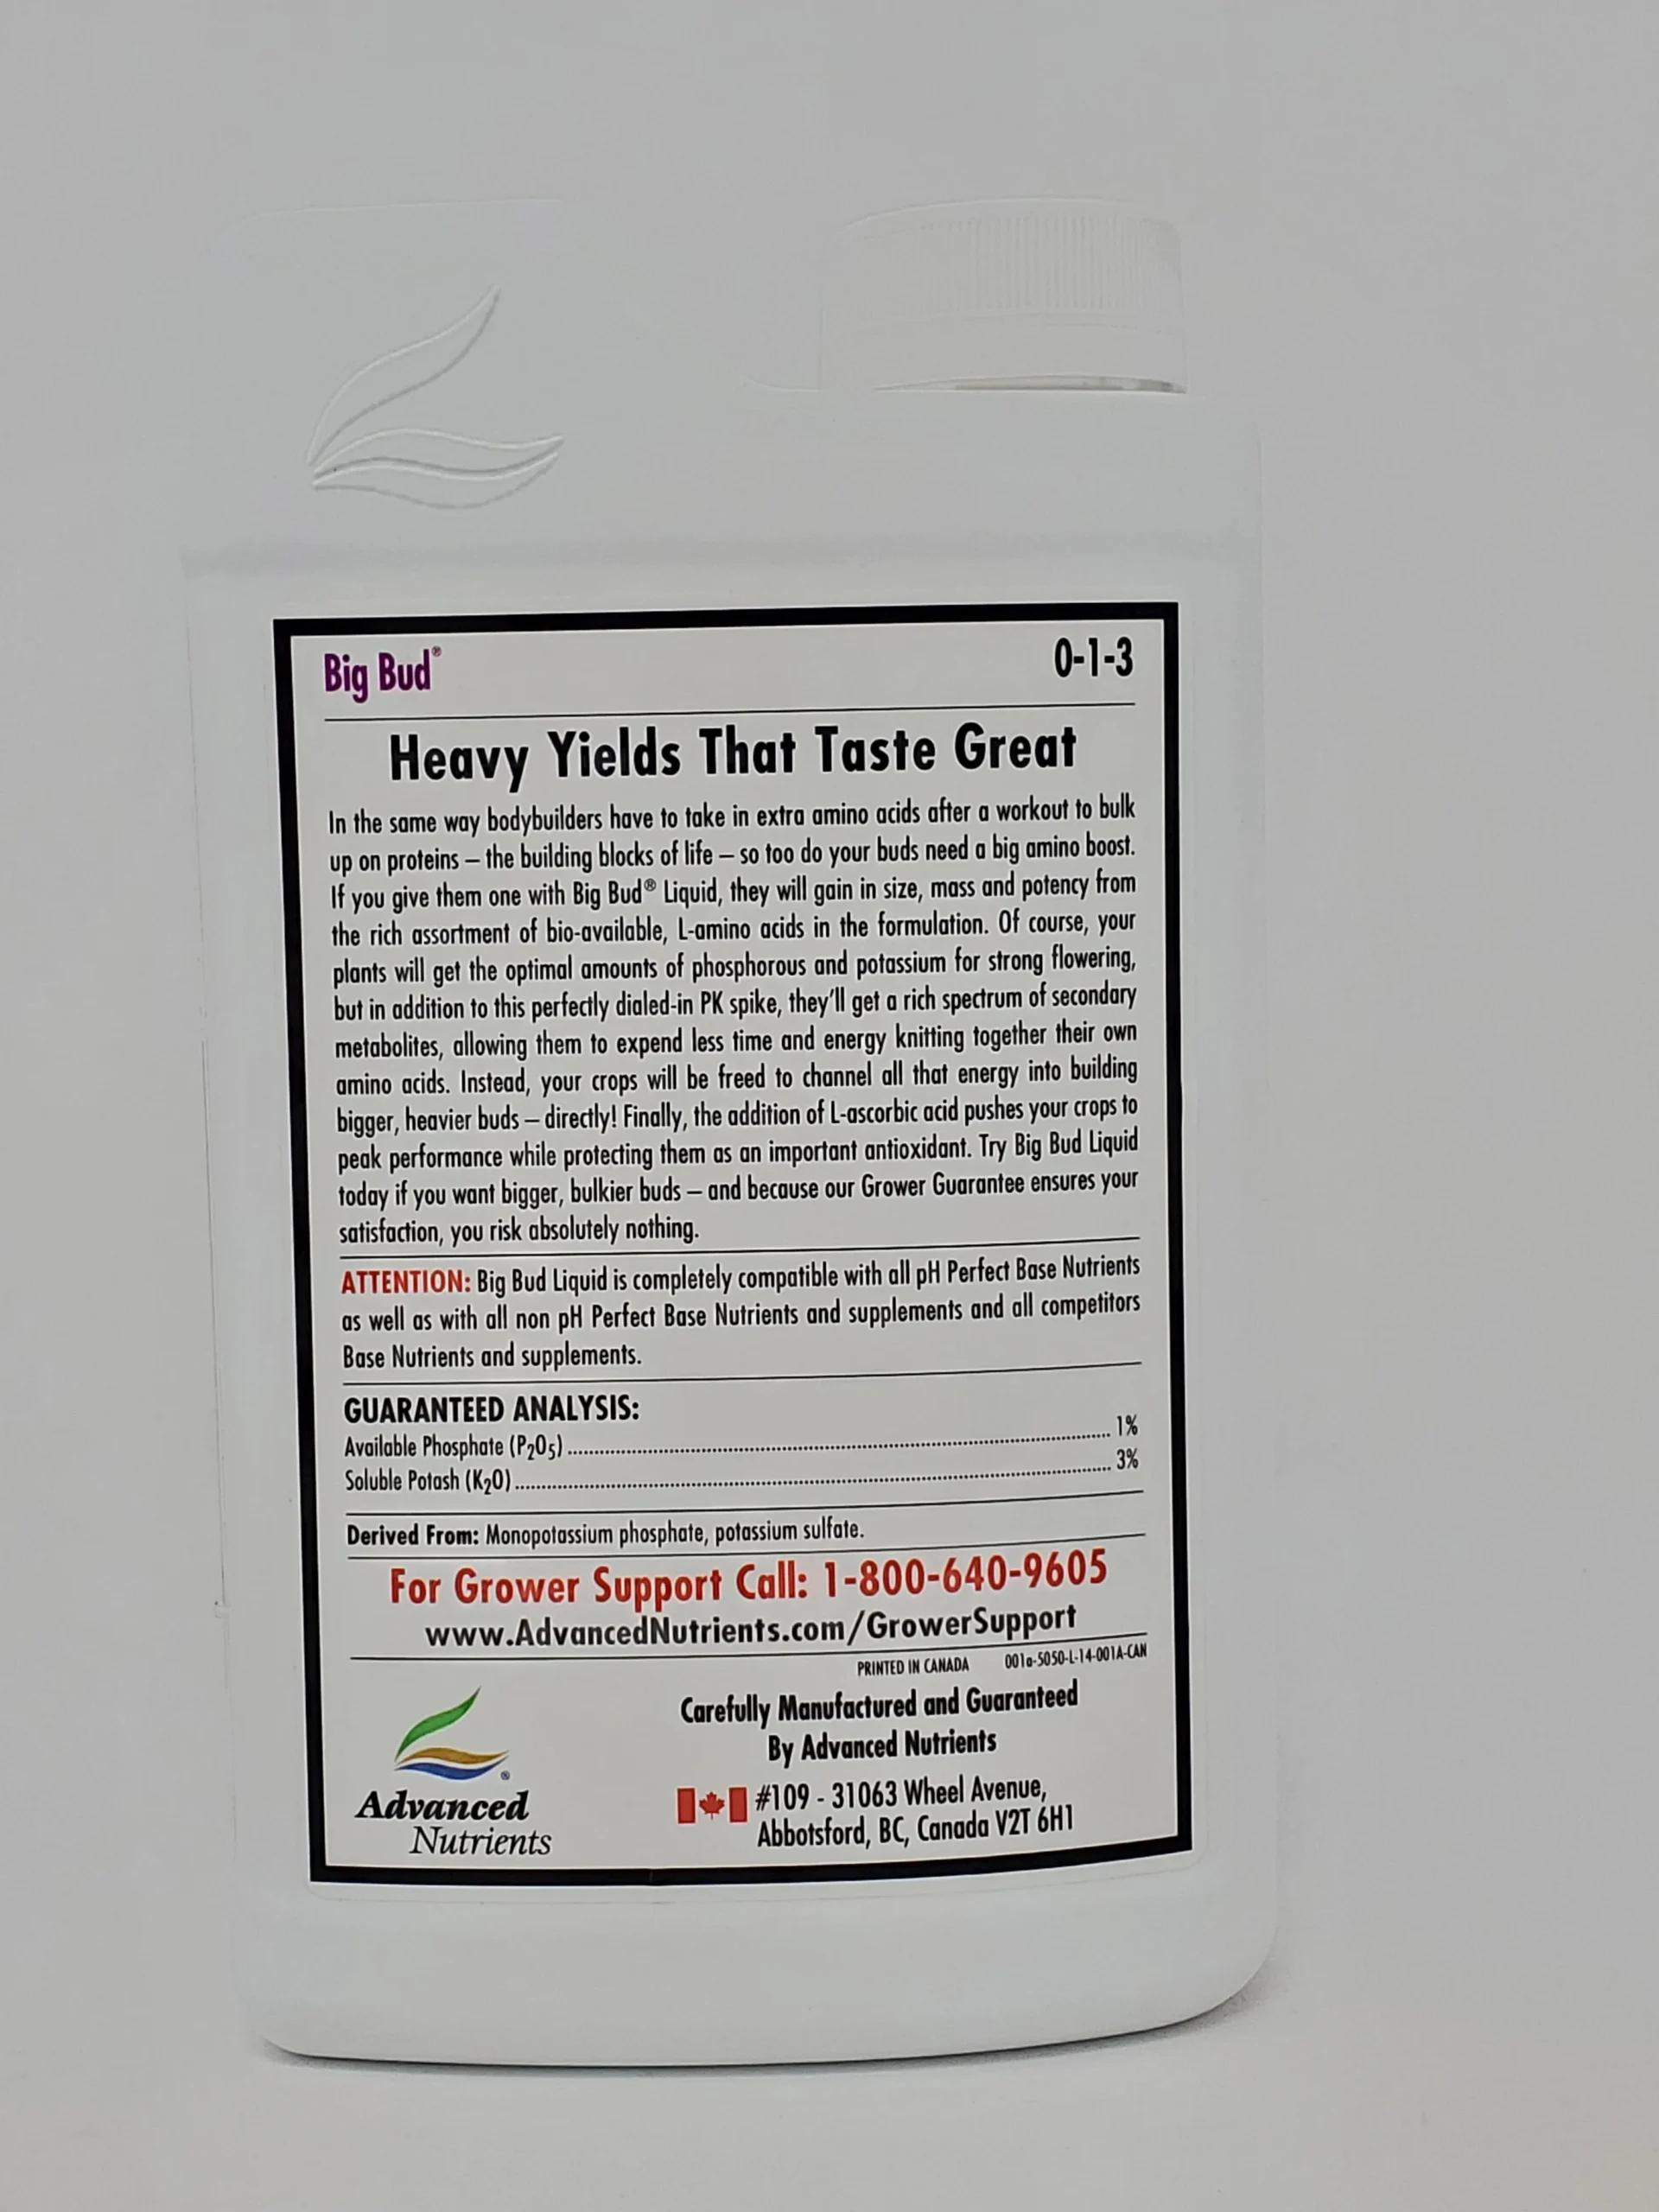 Big Bud® 0-1-3
Heavy Yields That Taste Great
In the same way bodybuilders have to take in extra amino acids after a workout to bulk
up on proteins – the building blocks of life – so too do your buds need a big amino boost.
If you give them one with Big Bud® Liquid, they will gain in size, mass and potency from
the rich assortment of bio-available, L-amino acids in the formulation. Of course, your
plants will get the optimal amounts of phosphorous and potassium for strong flowering,
but in addition to this perfectly dialed-in PK spike, they'll get a rich spectrum of secondary
metabolites, allowing them to expend less time and energy knitting together their own
amino acids. Instead, your crops will be freed to channel all that energy into building
bigger, heavier buds – directly! Finally, the addition of L-ascorbic acid pushes your crops to
peak performance while protecting them as an important antioxidant. Try Big Bud Liquid
today if you want bigger, bulkier buds – and because our Grower Guarantee ensures your
satisfaction, you risk absolutely nothing.
ATTENTION: Big Bud Liquid is completely compatible with all pH Perfect Base Nutrients
as well as with all non pH Perfect Base Nutrients and supplements and all competitors
Base Nutrients and supplements.
GUARANTEED ANALYSIS:
Available Phosphate (P₂O₅) 1%
Soluble Potash (K₂O) 3%
Derived From: Monopotassium phosphate, potassium sulfate.
For Grower Support Call: 1-800-640-9605
www.AdvancedNutrients.com/GrowerSupport
PRINTED IN CANADA 001a-5050-L-14-001A-CAN
Carefully Manufactured and Guaranteed
By Advanced Nutrients
#109 - 31063 Wheel Avenue,
Abbotsford, BC, Canada V2T 6H1
®
Advanced
Nutrients